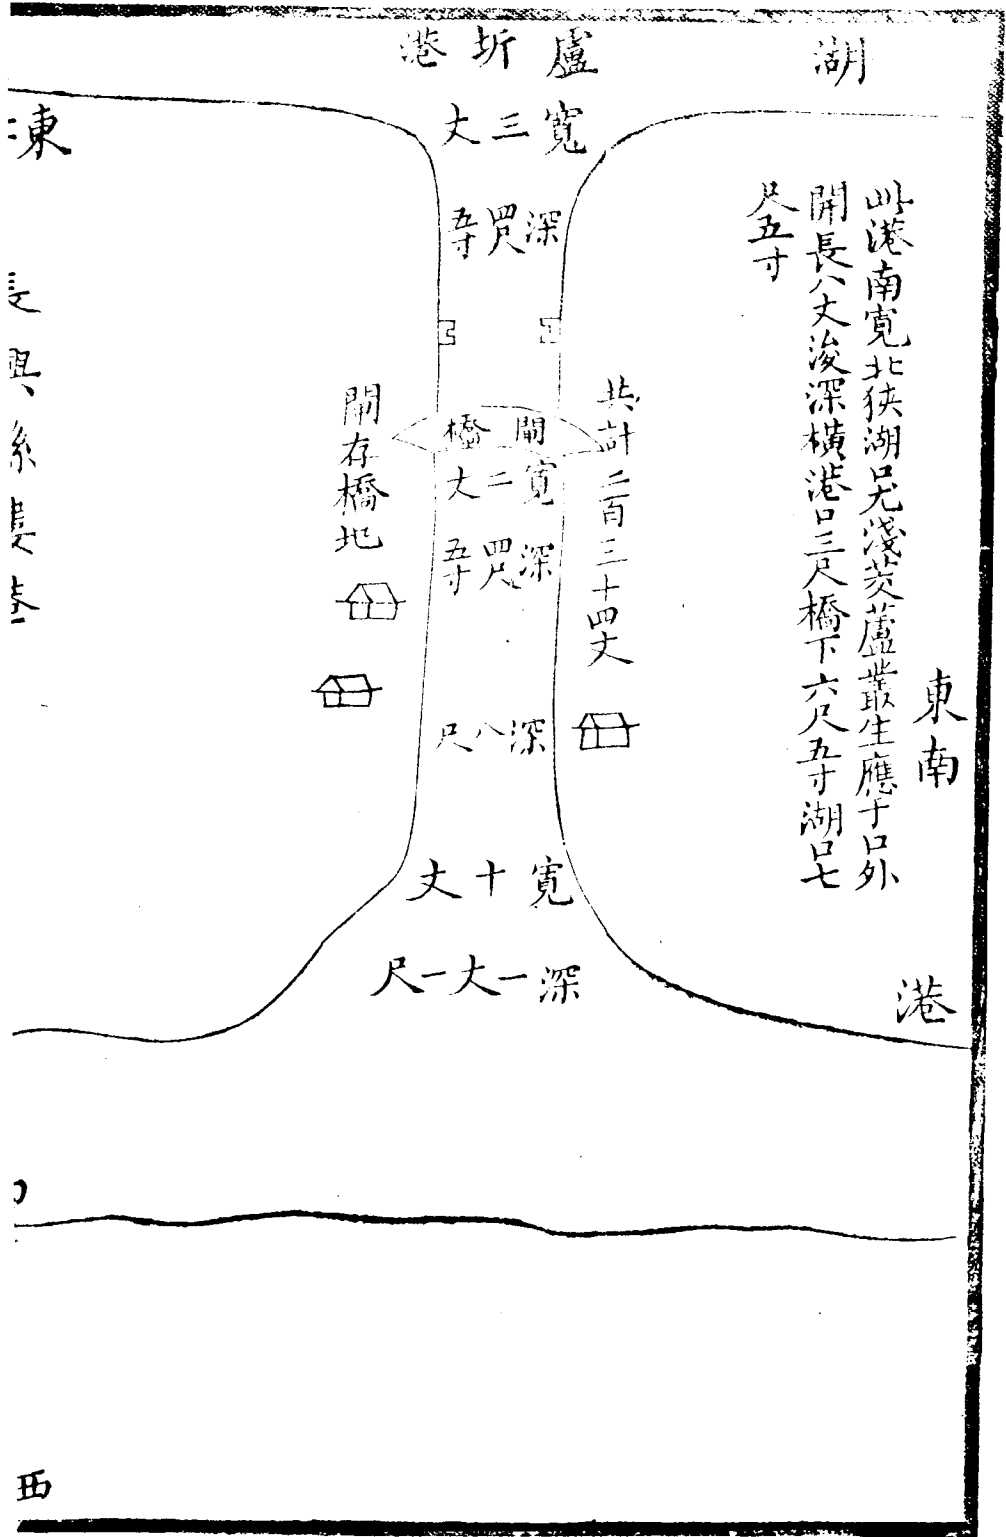 湖
盧圻港
東南
港
此港南寬北狹湖口尤淺茭蘆叢生應于口外
開長八丈浚深橫港口三尺橋下六尺五寸湖口七
尺五寸
寬三丈
深四尺五寸
閘橋
寬二丈
深四尺五寸
深八尺
寬十丈
深一丈一尺
共計二百三十四丈
閘存橋圮
東
西